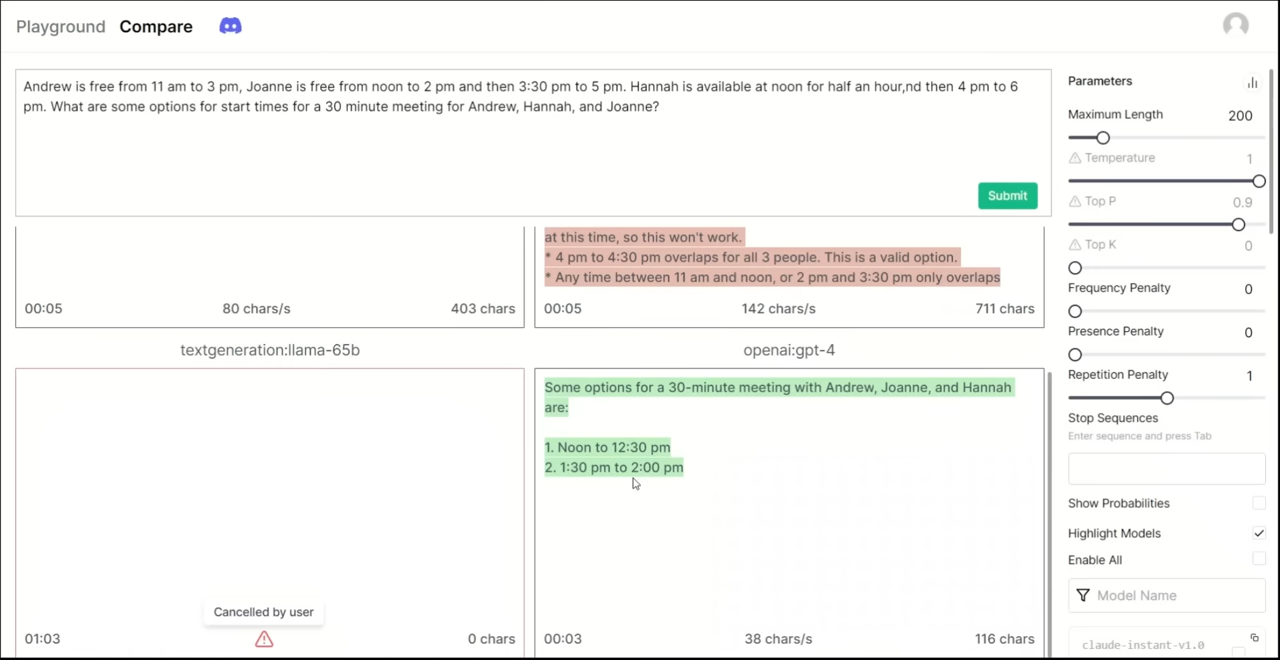 Playground Compare
Andrew is free from 11 am to 3 pm, Joanne is free from noon to 2 pm and then 3:30 pm to 5 pm. Hannah is available at noon for half an hour,nd then 4 pm to 6
pm. What are some options for start times for a 30 minute meeting for Andrew, Hannah, and Joanne?
Submit
at this time, so this won't work.
* 4 pm to 4:30 pm overlaps for all 3 people. This is a valid option.
* Any time between 11 am and noon, or 2 pm and 3:30 pm only overlaps
00:05 80 chars/s 403 chars
00:05 142 chars/s 711 chars
textgeneration:llama-65b
openai:gpt-4
Some options for a 30-minute meeting with Andrew, Joanne, and Hannah
are:
1. Noon to 12:30 pm
2. 1:30 pm to 2:00 pm
Cancelled by user
01:03 0 chars
00:03 38 chars/s 116 chars
Parameters
Maximum Length 200
Temperature 1
Top P 0.9
Top K 0
Frequency Penalty 0
Presence Penalty 0
Repetition Penalty 1
Stop Sequences
Enter sequence and press Tab
Show Probabilities
Highlight Models
Enable All
Model Name
claude-instant-v1.0